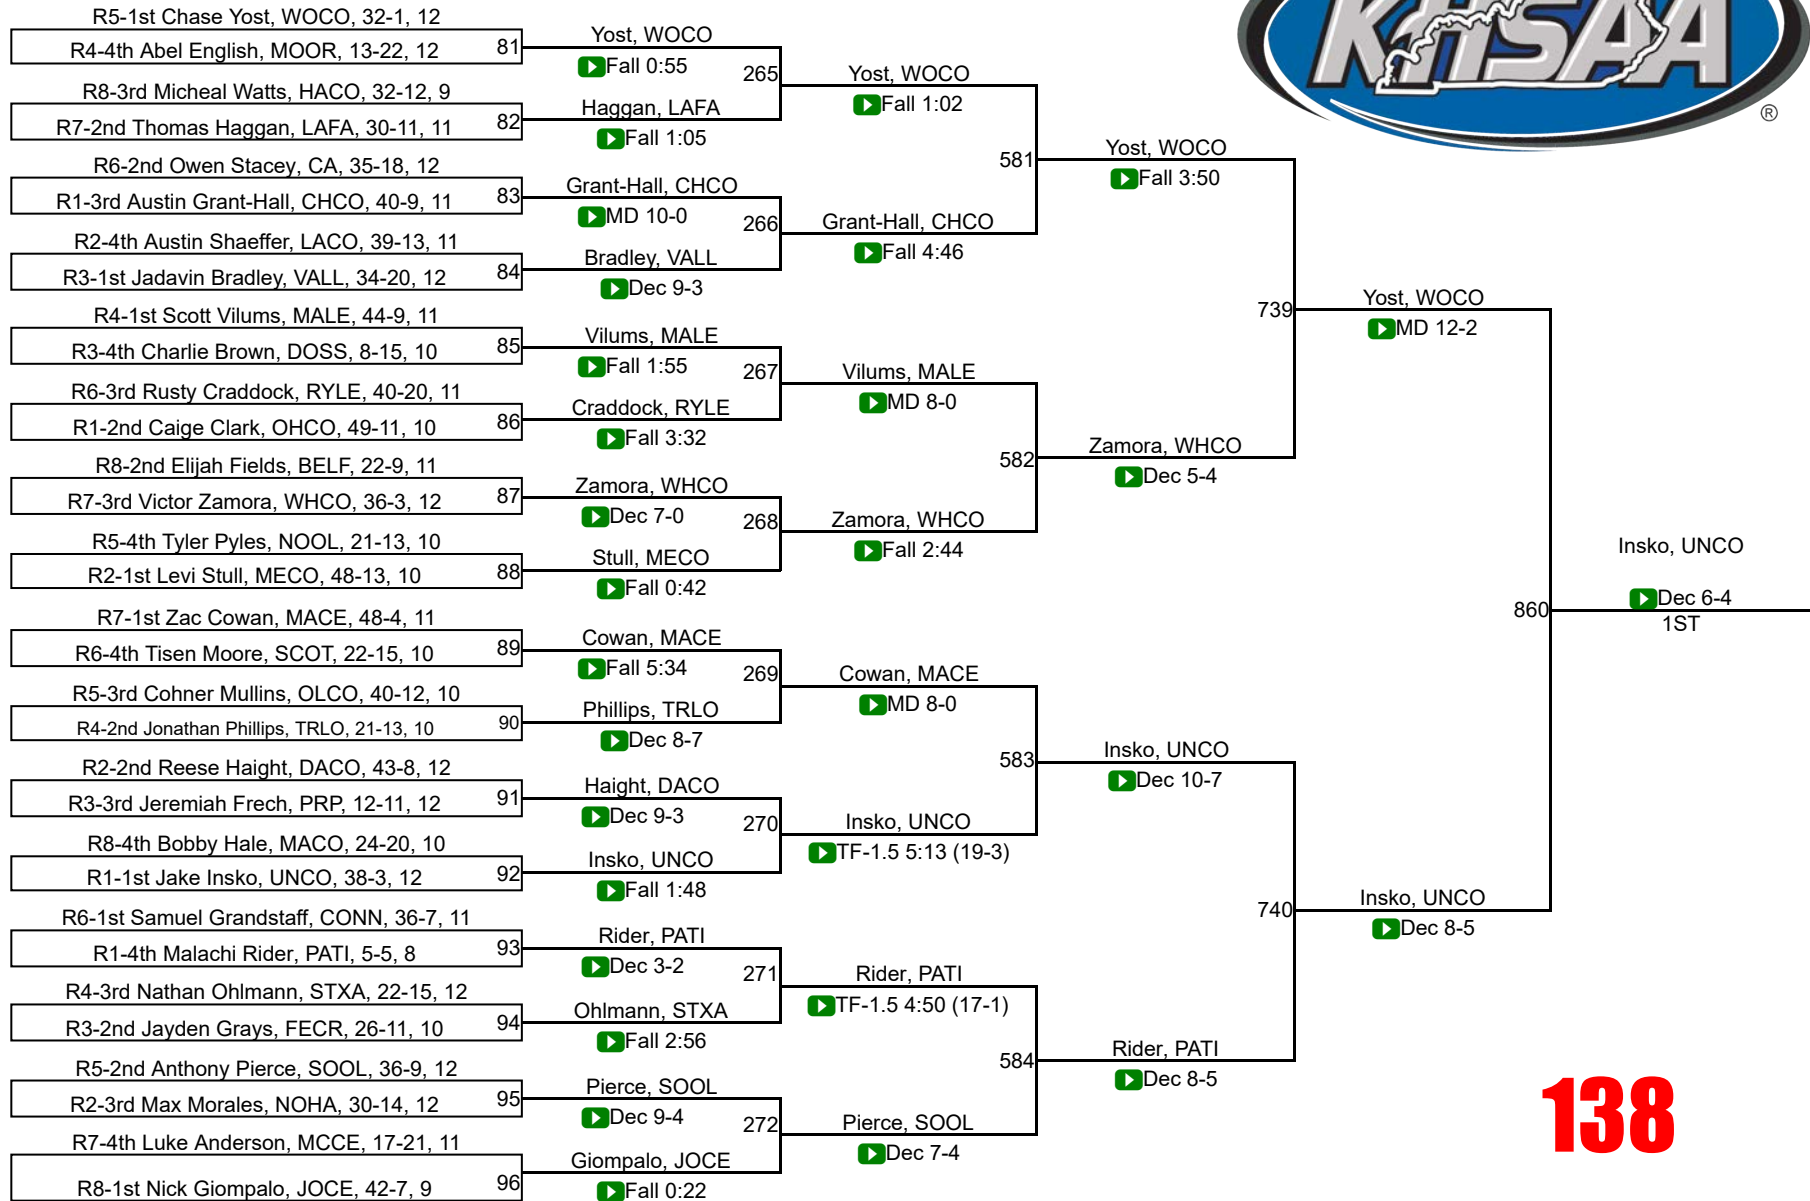 R5-1st Chase Yost, WOCO, 32-1, 12
R4-4th Abel English, MOOR, 13-22, 12
81
R8-3rd Micheal Watts, HACO, 32-12, 9
R7-2nd Thomas Haggan, LAFA, 30-11, 11
82
R6-2nd Owen Stacey, CA, 35-18, 12
R1-3rd Austin Grant-Hall, CHCO, 40-9, 11
83
R2-4th Austin Shaeffer, LACO, 39-13, 11
R3-1st Jadavin Bradley, VALL, 34-20, 12
84
R4-1st Scott Vilums, MALE, 44-9, 11
R3-4th Charlie Brown, DOSS, 8-15, 10
85
R6-3rd Rusty Craddock, RYLE, 40-20, 11
R1-2nd Caige Clark, OHCO, 49-11, 10
86
R8-2nd Elijah Fields, BELF, 22-9, 11
R7-3rd Victor Zamora, WHCO, 36-3, 12
87
R5-4th Tyler Pyles, NOOL, 21-13, 10
R2-1st Levi Stull, MECO, 48-13, 10
88
R7-1st Zac Cowan, MACE, 48-4, 11
R6-4th Tisen Moore, SCOT, 22-15, 10
89
R5-3rd Cohner Mullins, OLCO, 40-12, 10
R4-2nd Jonathan Phillips, TRLO, 21-13, 10
90
R2-2nd Reese Haight, DACO, 43-8, 12
R3-3rd Jeremiah Frech, PRP, 12-11, 12
91
R8-4th Bobby Hale, MACO, 24-20, 10
R1-1st Jake Insko, UNCO, 38-3, 12
92
R6-1st Samuel Grandstaff, CONN, 36-7, 11
R1-4th Malachi Rider, PATI, 5-5, 8
93
R4-3rd Nathan Ohlmann, STXA, 22-15, 12
R3-2nd Jayden Grays, FECR, 26-11, 10
94
R5-2nd Anthony Pierce, SOOL, 36-9, 12
R2-3rd Max Morales, NOHA, 30-14, 12
95
R7-4th Luke Anderson, MCCE, 17-21, 11
R8-1st Nick Giompalo, JOCE, 42-7, 9
96
Yost, WOCO
Fall 0:55
265
Haggan, LAFA
Fall 1:05
Grant-Hall, CHCO
MD 10-0
266
Bradley, VALL
Dec 9-3
Vilums, MALE
Fall 1:55
267
Craddock, RYLE
Fall 3:32
Zamora, WHCO
Dec 7-0
268
Stull, MECO
Fall 0:42
Cowan, MACE
Fall 5:34
269
Phillips, TRLO
Dec 8-7
Haight, DACO
Dec 9-3
270
Insko, UNCO
Fall 1:48
Rider, PATI
Dec 3-2
271
Ohlmann, STXA
Fall 2:56
Pierce, SOOL
Dec 9-4
272
Giompalo, JOCE
Fall 0:22
Yost, WOCO
Fall 1:02
581
Grant-Hall, CHCO
Fall 4:46
Vilums, MALE
MD 8-0
582
Zamora, WHCO
Fall 2:44
Cowan, MACE
MD 8-0
583
Insko, UNCO
TF-1.5 5:13 (19-3)
Rider, PATI
TF-1.5 4:50 (17-1)
584
Pierce, SOOL
Dec 7-4
Yost, WOCO
Fall 3:50
739
Zamora, WHCO
Dec 5-4
Insko, UNCO
Dec 10-7
740
Rider, PATI
Dec 8-5
Yost, WOCO
MD 12-2
860
Insko, UNCO
Dec 8-5
Insko, UNCO
Dec 6-4
1ST
KHSAA
®
138